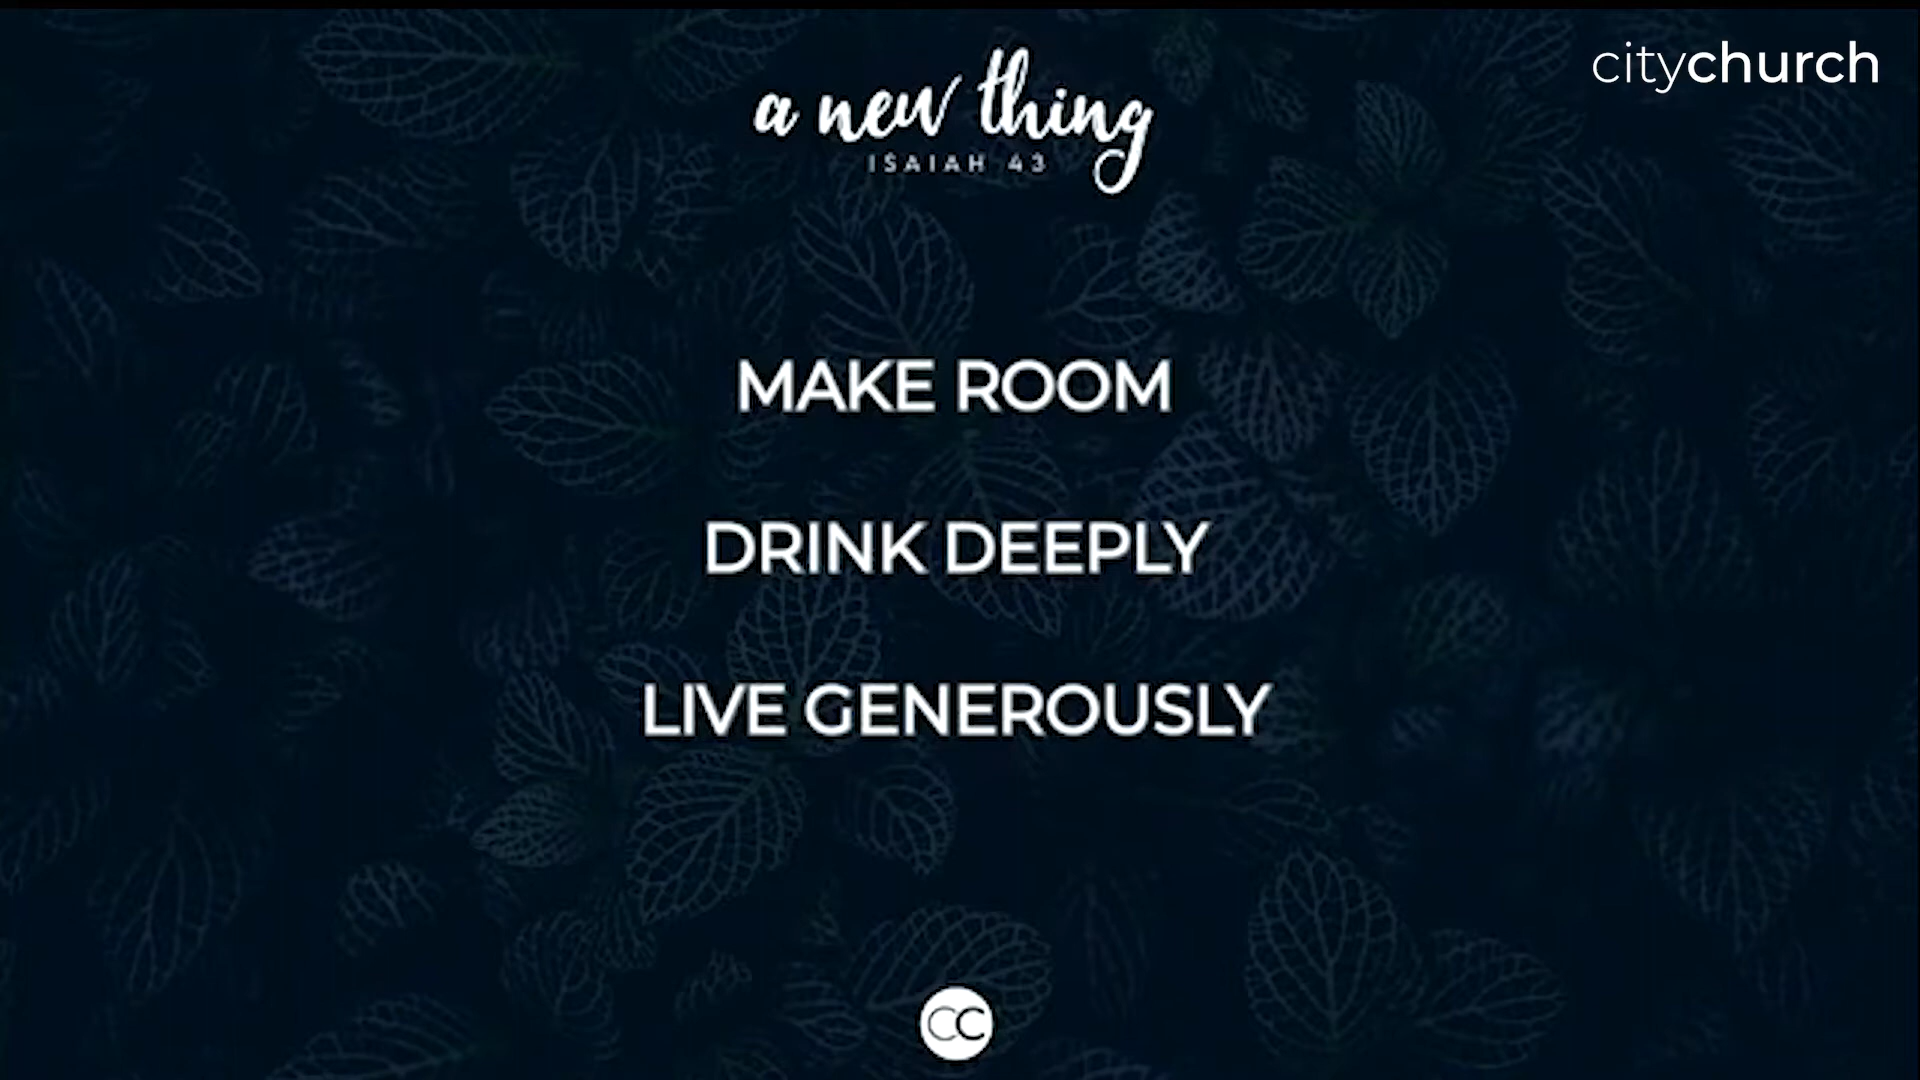 citychurch
a new thing
ISAIAH 43
MAKE ROOM
DRINK DEEPLY
LIVE GENEROUSLY
CC